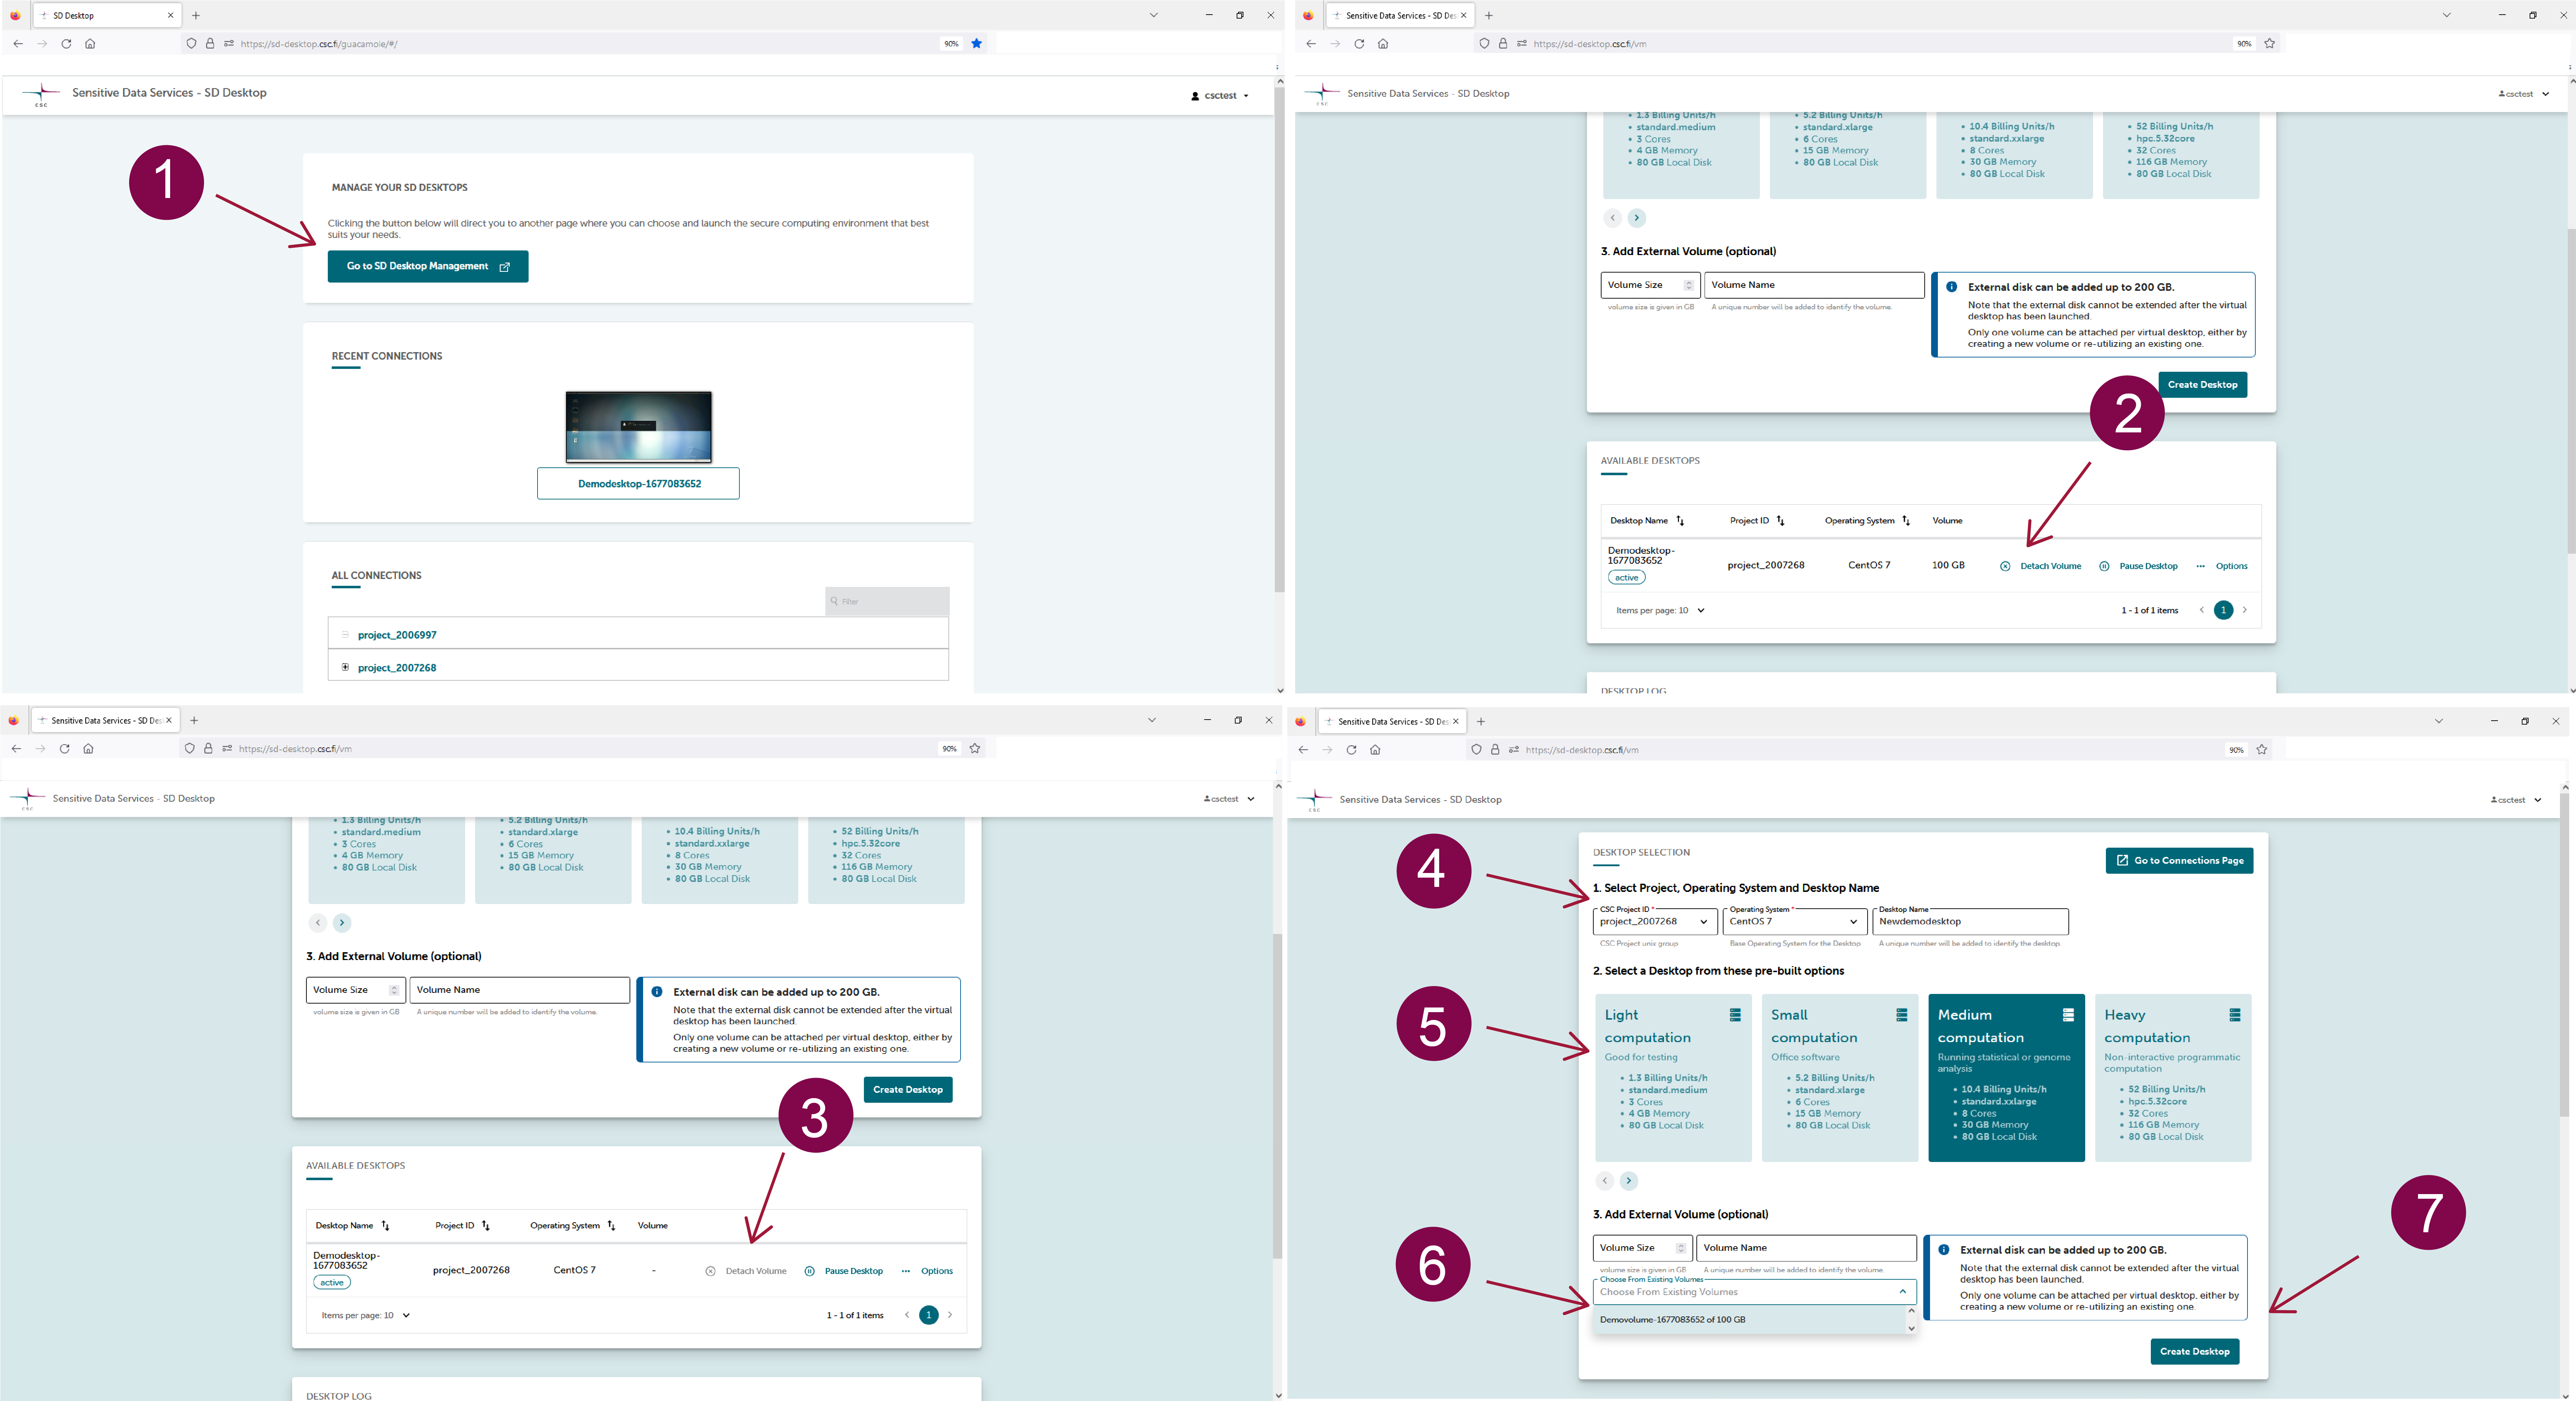 SD Desktop
https://sd-desktop.csc.fi/guacamole/#/
90%
CSC
Sensitive Data Services - SD Desktop
csctest
1
MANAGE YOUR SD DESKTOPS
Clicking the button below will direct you to another page where you can choose and launch the secure computing environment that best
suits your needs.
Go to SD Desktop Management
RECENT CONNECTIONS
Demodesktop-1677083652
ALL CONNECTIONS
Filter
project_2006997
project_2007268
Sensitive Data Services - SD Des
https://sd-desktop.csc.fi/vm
90%
CSC
Sensitive Data Services - SD Desktop
csctest
1.3 Billing Units/h
standard.medium
3 Cores
4 GB Memory
80 GB Local Disk
5.2 Billing Units/h
standard.xlarge
6 Cores
15 GB Memory
80 GB Local Disk
10.4 Billing Units/h
standard.xxlarge
8 Cores
30 GB Memory
80 GB Local Disk
52 Billing Units/h
hpc.5.32core
32 Cores
116 GB Memory
80 GB Local Disk
3. Add External Volume (optional)
Volume Size
volume size is given in GB
Volume Name
A unique number will be added to identify the volume.
External disk can be added up to 200 GB.
Note that the external disk cannot be extended after the virtual
desktop has been launched.
Only one volume can be attached per virtual desktop, either by
creating a new volume or re-utilizing an existing one.
Create Desktop
2
AVAILABLE DESKTOPS
Desktop Name Project ID Operating System Volume
Demodesktop-
1677083652
active
project_2007268 CentOS 7 100 GB Detach Volume Pause Desktop Options
Items per page: 10 1 - 1 of 1 items 1
DESKTOP LOG
Sensitive Data Services - SD Des
https://sd-desktop.csc.fi/vm
90%
CSC
Sensitive Data Services - SD Desktop
csctest
1.3 Billing Units/h
standard.medium
3 Cores
4 GB Memory
80 GB Local Disk
5.2 Billing Units/h
standard.xlarge
6 Cores
15 GB Memory
80 GB Local Disk
10.4 Billing Units/h
standard.xxlarge
8 Cores
30 GB Memory
80 GB Local Disk
52 Billing Units/h
hpc.5.32core
32 Cores
116 GB Memory
80 GB Local Disk
3. Add External Volume (optional)
Volume Size
volume size is given in GB
Volume Name
A unique number will be added to identify the volume.
External disk can be added up to 200 GB.
Note that the external disk cannot be extended after the virtual
desktop has been launched.
Only one volume can be attached per virtual desktop, either by
creating a new volume or re-utilizing an existing one.
Create Desktop
3
AVAILABLE DESKTOPS
Desktop Name Project ID Operating System Volume
Demodesktop-
1677083652
active
project_2007268 CentOS 7 - Detach Volume Pause Desktop Options
Items per page: 10 1 - 1 of 1 items 1
DESKTOP LOG
Sensitive Data Services - SD Des
https://sd-desktop.csc.fi/vm
90%
CSC
Sensitive Data Services - SD Desktop
csctest
4
DESKTOP SELECTION
Go to Connections Page
1. Select Project, Operating System and Desktop Name
CSC Project ID *
project_2007268
CSC Project unix group
Operating System *
CentOS 7
Base Operating System for the Desktop
Desktop Name
Newdemodesktop
A unique number will be added to identify the desktop.
2. Select a Desktop from these pre-built options
5
Light
computation
Good for testing
1.3 Billing Units/h
standard.medium
3 Cores
4 GB Memory
80 GB Local Disk
Small
computation
Office software
5.2 Billing Units/h
standard.xlarge
6 Cores
15 GB Memory
80 GB Local Disk
Medium
computation
Running statistical or genome
analysis
10.4 Billing Units/h
standard.xxlarge
8 Cores
30 GB Memory
80 GB Local Disk
Heavy
computation
Non-interactive programmatic
computation
52 Billing Units/h
hpc.5.32core
32 Cores
116 GB Memory
80 GB Local Disk
7
3. Add External Volume (optional)
6
Volume Size
volume size is given in GB
Volume Name
A unique number will be added to identify the volume.
Choose From Existing Volumes
Choose From Existing Volumes
Demovolume-1677083652 of 100 GB
External disk can be added up to 200 GB.
Note that the external disk cannot be extended after the virtual
desktop has been launched.
Only one volume can be attached per virtual desktop, either by
creating a new volume or re-utilizing an existing one.
Create Desktop